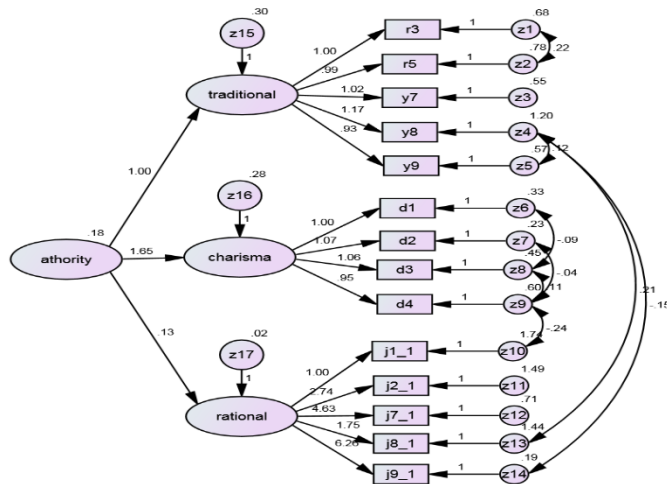 .30
z15
1
traditional
1.00
.99
1.02
1.17
.93
r3
r5
y7
y8
y9
1
1
1
1
1
.68
z1
.78
.22
z2
.55
z3
1.20
z4
.57
.12
z5
1.00
.28
z16
1
.18
athority
1.65
charisma
1.00
1.07
1.06
.95
d1
d2
d3
d4
1
1
1
1
.33
z6
.23
z7
-.09
.45
z8
-.04
.60
.11
z9
-.24
.21
-.15
.13
.02
z17
1
rational
1.00
2.74
4.63
1.75
j1_1
j2_1
j7_1
j8_1
j9_1
1
1
1
1
1
z10
1.49
z11
.71
z12
1.44
z13
.19
z14